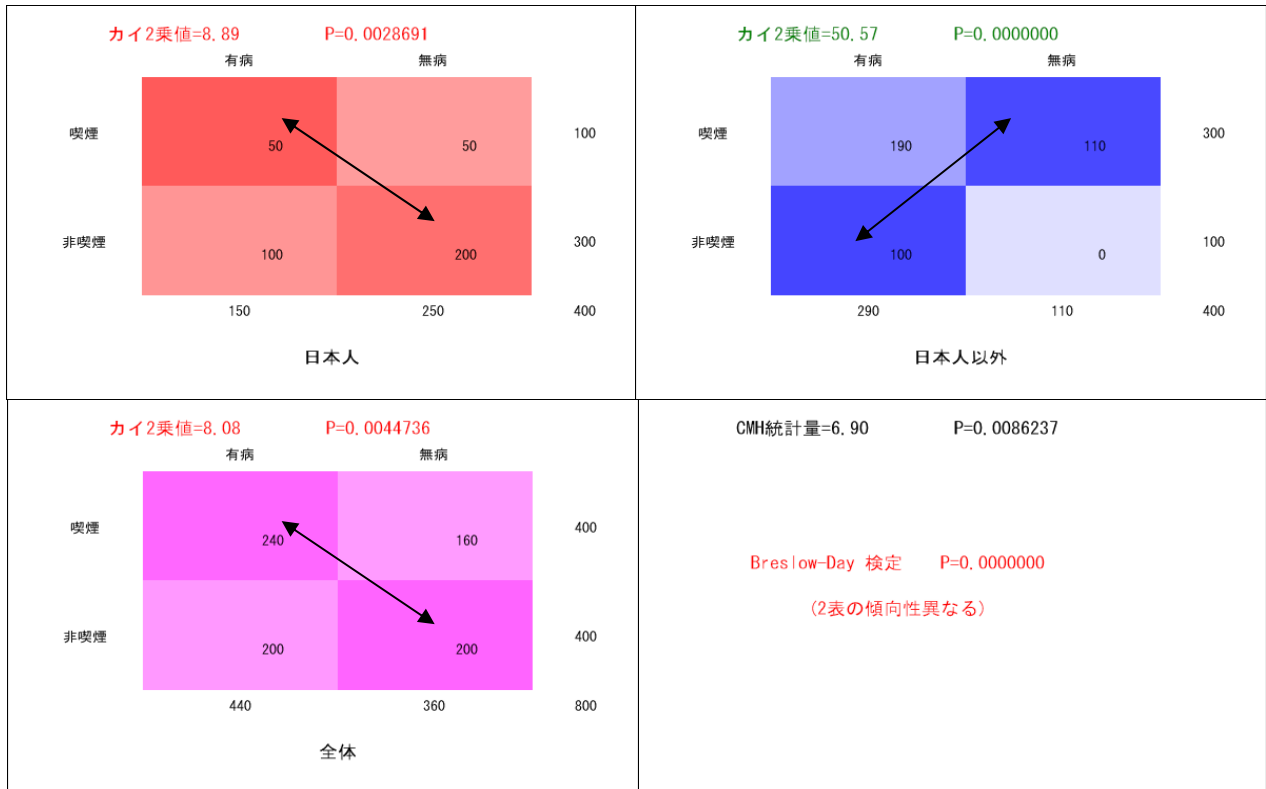 カイ2乗値=8.89 P=0.0028691
有病 無病
喫煙 50 50 100
非喫煙 100 200 300
150 250 400
日本人
カイ2乗値=50.57 P=0.0000000
有病 無病
喫煙 190 110 300
非喫煙 100 0 100
290 110 400
日本人以外
カイ2乗値=8.08 P=0.0044736
有病 無病
喫煙 240 160 400
非喫煙 200 200 400
440 360 800
全体
CMH統計量=6.90 P=0.0086237
Breslow-Day 検定 P=0.0000000
(2表の傾向性異なる)